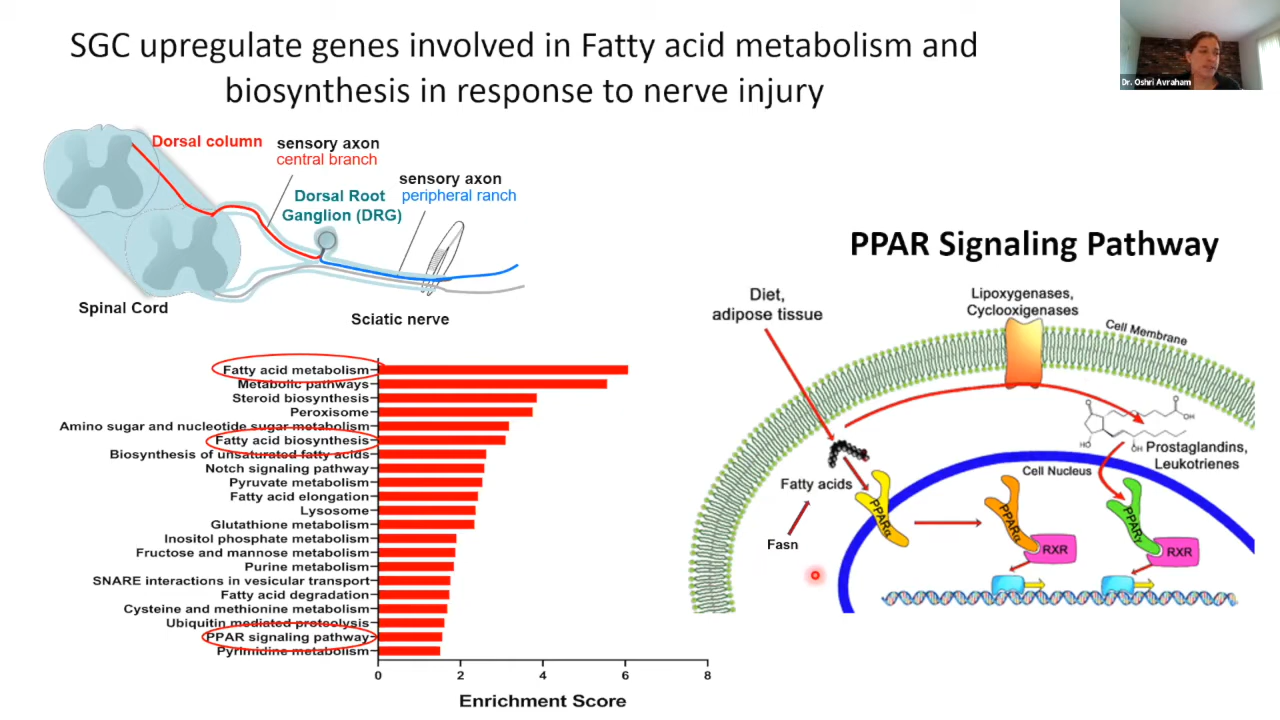 SGC upregulate genes involved in Fatty acid metabolism and
biosynthesis in response to nerve injury
Dr. Oshri Avraham
Dorsal column
sensory axon
central branch
sensory axon
peripheral ranch
Dorsal Root
Ganglion (DRG)
Spinal Cord
Sciatic nerve
Fatty acid metabolism
Metabolic pathways
Steroid biosynthesis
Peroxisome
Amino sugar and nucleotide sugar metabolism
Fatty acid biosynthesis
Biosynthesis of unsaturated fatty acids
Notch signaling pathway
Pyruvate metabolism
Fatty acid elongation
Lysosome
Glutathione metabolism
Inositol phosphate metabolism
Fructose and mannose metabolism
Purine metabolism
SNARE interactions in vesicular transport
Fatty acid degradation
Cysteine and methionine metabolism
Ubiquitin mediated proteolysis
PPAR signaling pathway
Pyrimidine metabolism
0 2 4 6 8
Enrichment Score
PPAR Signaling Pathway
Diet,
adipose tissue
Lipoxygenases,
Cyclooxigenases
Cell Membrane
OH
O
O
HO
OH
Prostaglandins,
Leukotrienes
Cell Nucleus
Fatty acids
Fasn
PPARα
PPARα
RXR
PPARγ
RXR